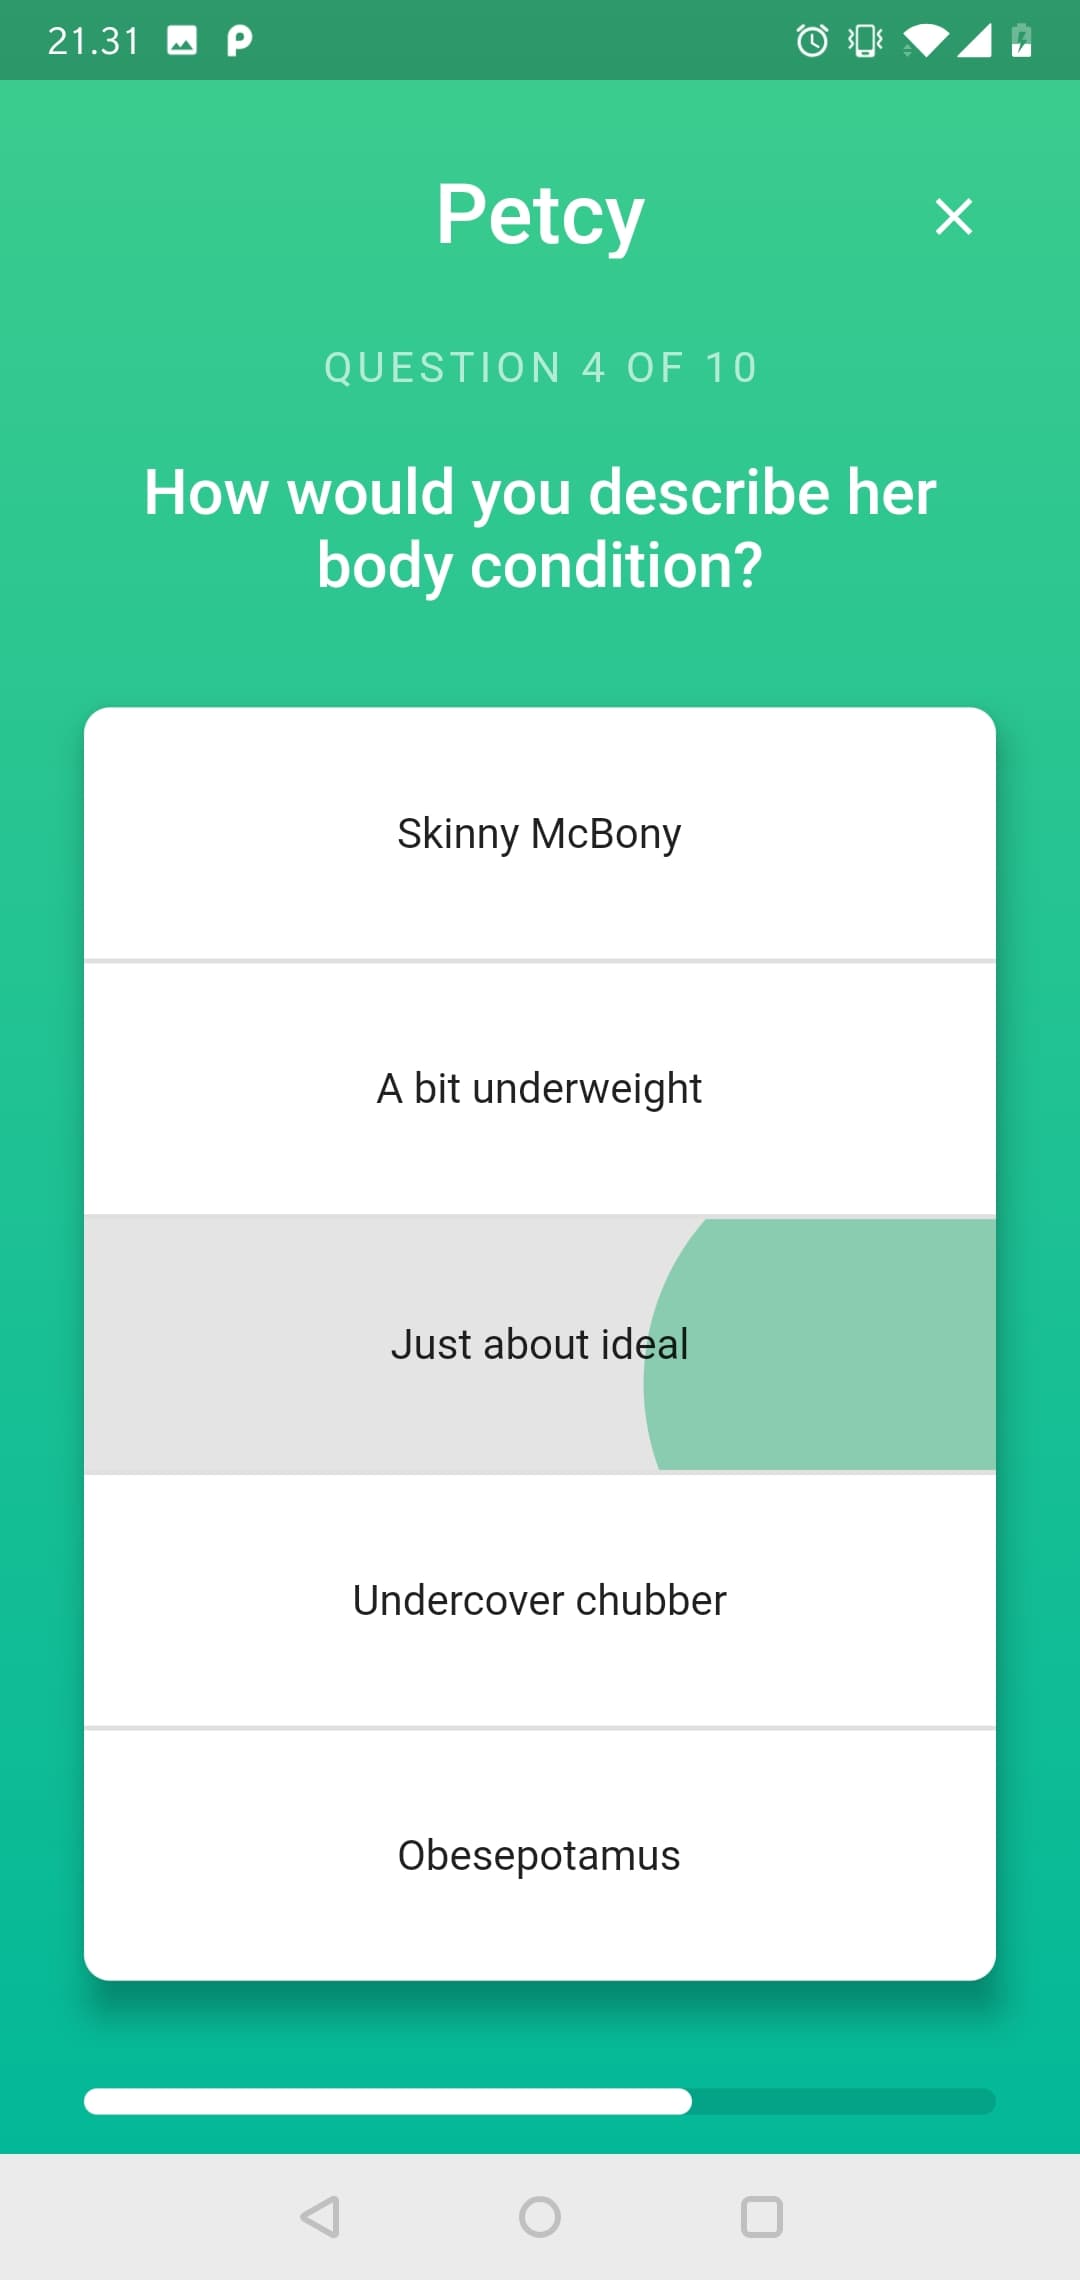 21.31
Petcy
QUESTION 4 OF 10
How would you describe her
body condition?
Skinny McBony
A bit underweight
Just about ideal
Undercover chubber
Obesepotamus